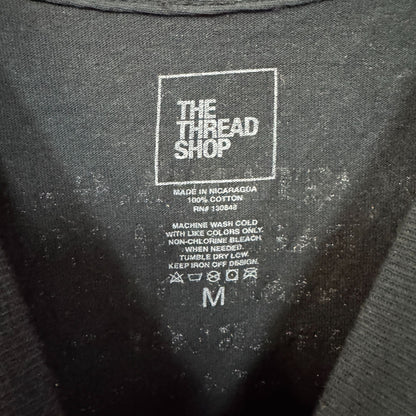 THE
THREAD
SHOP
MADE IN NICARAGUA
100% COTTON
RN# 130846
MACHINE WASH COLD
WITH LIKE COLORS ONLY.
NON-CHLORINE BLEACH
WHEN NEEDED.
TUMBLE DRY LOW.
KEEP IRON OFF DESIGN.
M